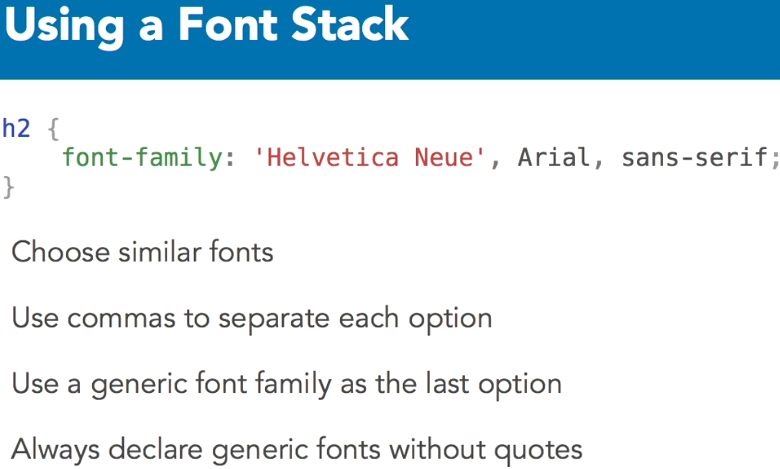 Using a Font Stack
h2 {
    font-family: 'Helvetica Neue', Arial, sans-serif;
}
Choose similar fonts
Use commas to separate each option
Use a generic font family as the last option
Always declare generic fonts without quotes